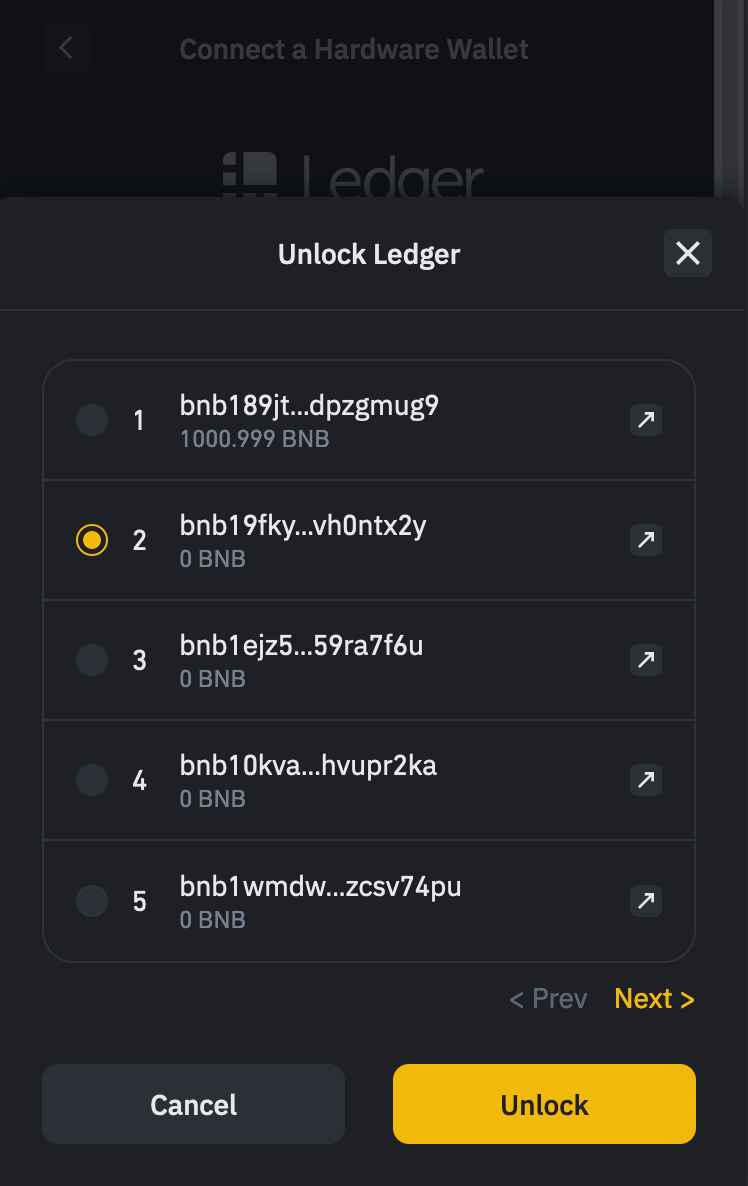 Connect a Hardware Wallet
Ledger
Unlock Ledger
1
bnb189jt...dpzgmug9
1000.999 BNB
2
bnb19fky...vh0ntx2y
0 BNB
3
bnb1ejz5...59ra7f6u
0 BNB
4
bnb10kva...hvupr2ka
0 BNB
5
bnb1wmdw...zcsv74pu
0 BNB
< Prev Next >
Cancel Unlock